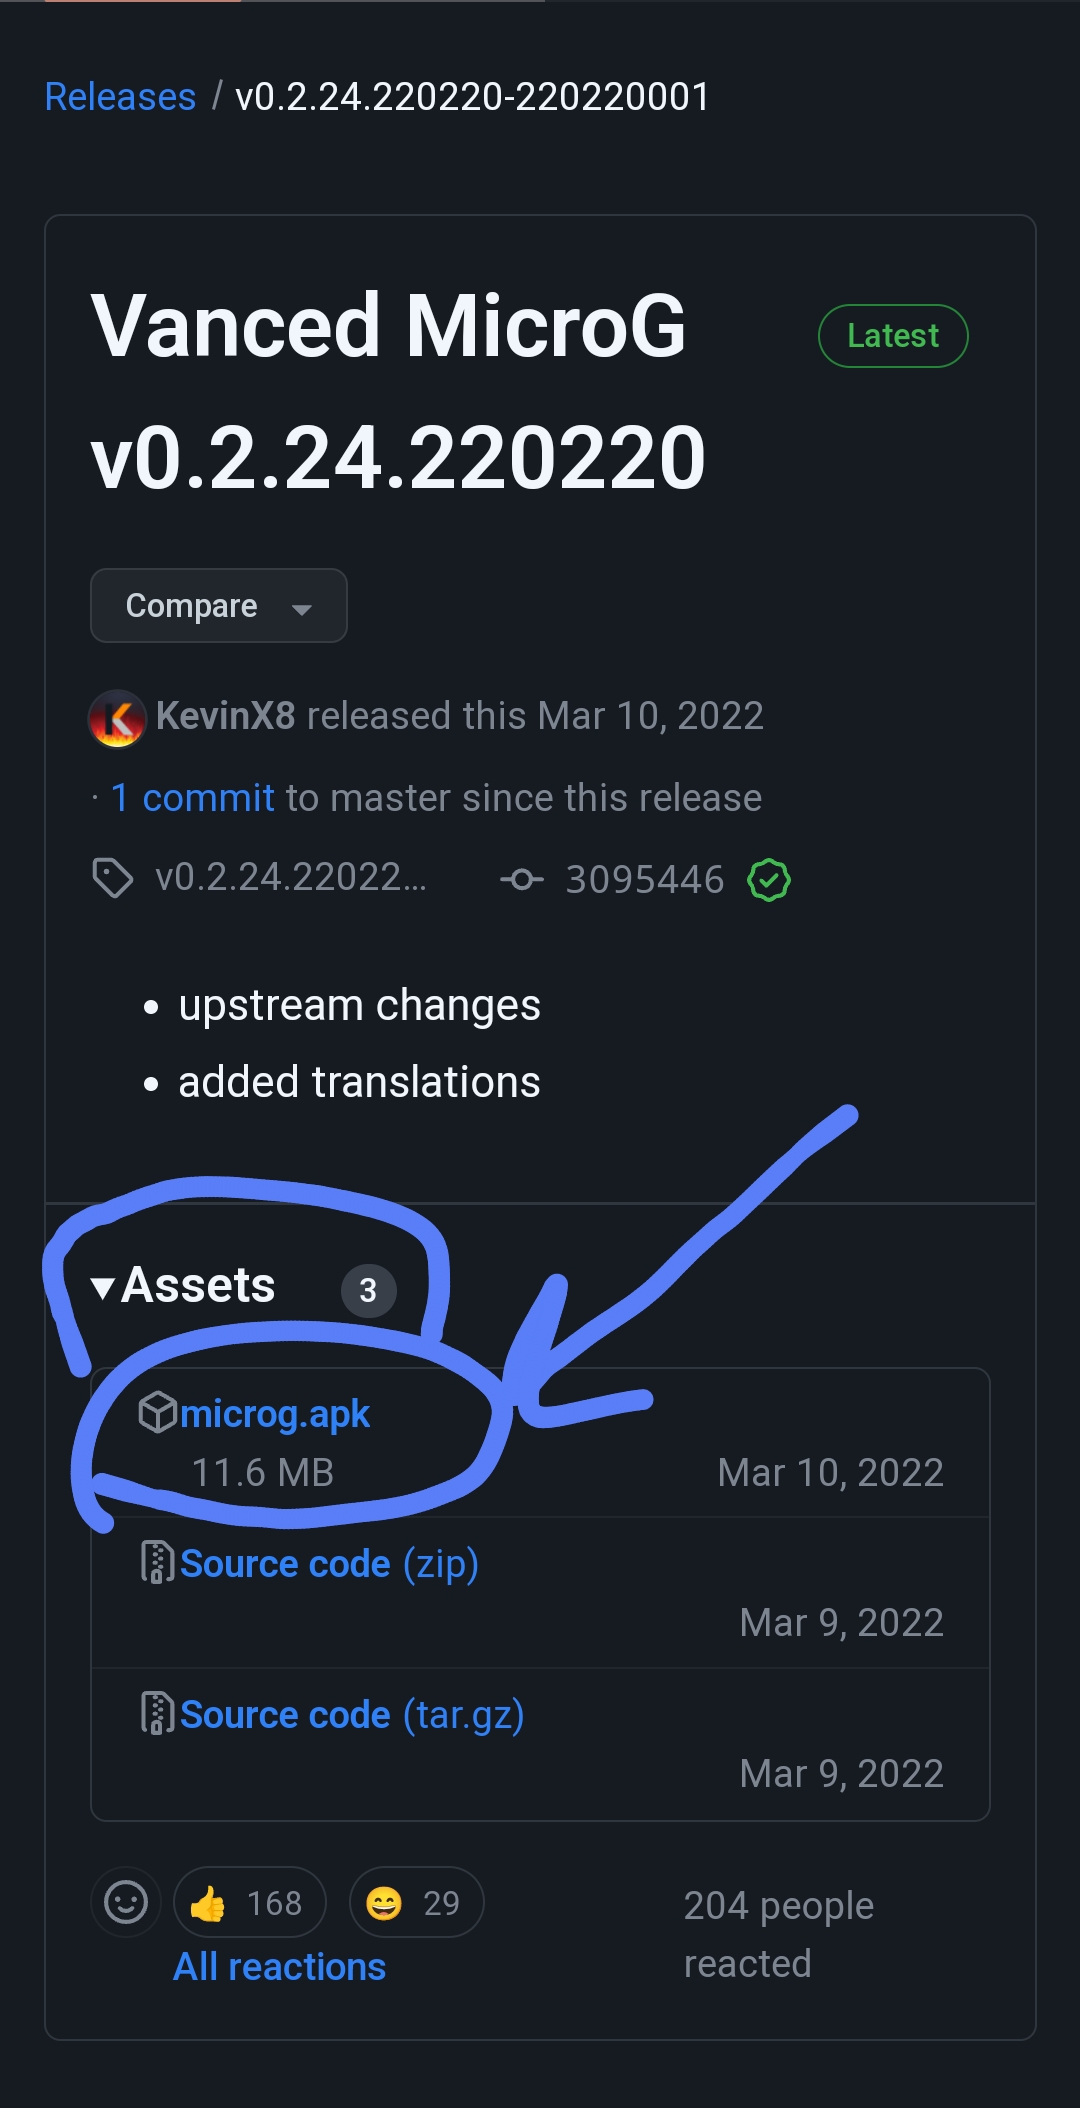 Releases / v0.2.24.220220-220220001
Vanced MicroG
Latest
v0.2.24.220220
Compare
KevinX8 released this Mar 10, 2022
· 1 commit to master since this release
v0.2.24.22022... 3095446
• upstream changes
• added translations
Assets 3
microg.apk
11.6 MB Mar 10, 2022
Source code (zip)
Mar 9, 2022
Source code (tar.gz)
Mar 9, 2022
👍 168 😄 29 204 people
reacted
All reactions